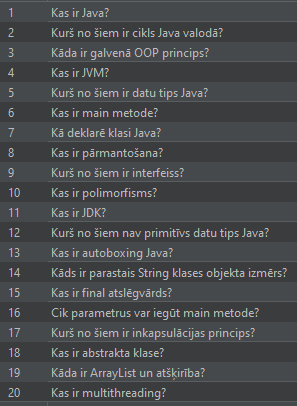 1 Kas ir Java?
2 Kurš no šiem ir cikls Java valodā?
3 Kāda ir galvenā OOP princips?
4 Kas ir JVM?
5 Kurš no šiem ir datu tips Java?
6 Kas ir main metode?
7 Kā deklarē klasi Java?
8 Kas ir pārmantošana?
9 Kurš no šiem ir interfeiss?
10 Kas ir polimorfisms?
11 Kas ir JDK?
12 Kurš no šiem nav primitīvs datu tips Java?
13 Kas ir autoboxing Java?
14 Kāds ir parastais String klases objekta izmērs?
15 Kas ir final atslēgvārds?
16 Cik parametrus var iegūt main metode?
17 Kurš no šiem ir inkapsulācijas princips?
18 Kas ir abstrakta klase?
19 Kāda ir ArrayList un atšķirība?
20 Kas ir multithreading?